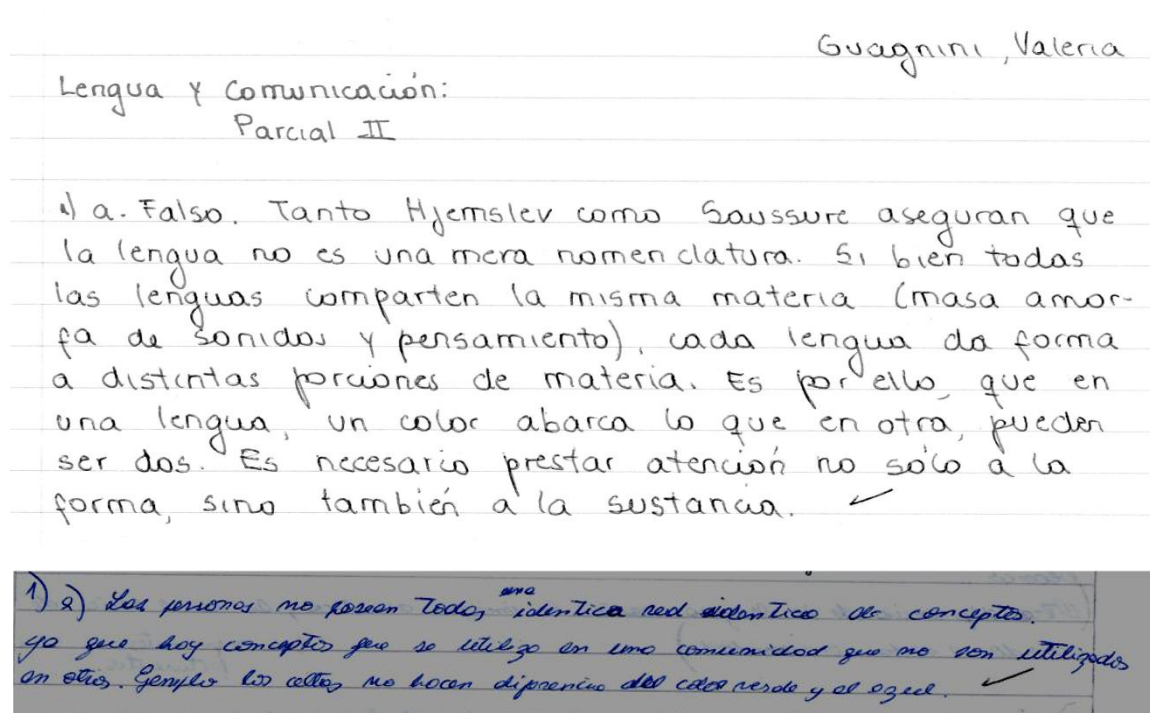 Guagnini, Valeria
Lengua y Comunicación:
Parcial II
1) a. Falso. Tanto Hjemslev como Saussure aseguran que
la lengua no es una mera nomenclatura. Si bien todas
las lenguas comparten la misma materia (masa amor-
fa de sonidos y pensamiento), cada lengua da forma
a distintas porciones de materia. Es por ello, que en
una lengua, un color abarca lo que en otra, pueden
ser dos. Es necesario prestar atención no sólo a la
forma, sino también a la sustancia.
1) a) Las personas no posean todas, una identica red identico de conceptos.
ya que hay conceptos que se utiliza en una comunidad que no son utilizados
en otros. Ejemplo los celtas no hacen diferencia del color verde y el azul.